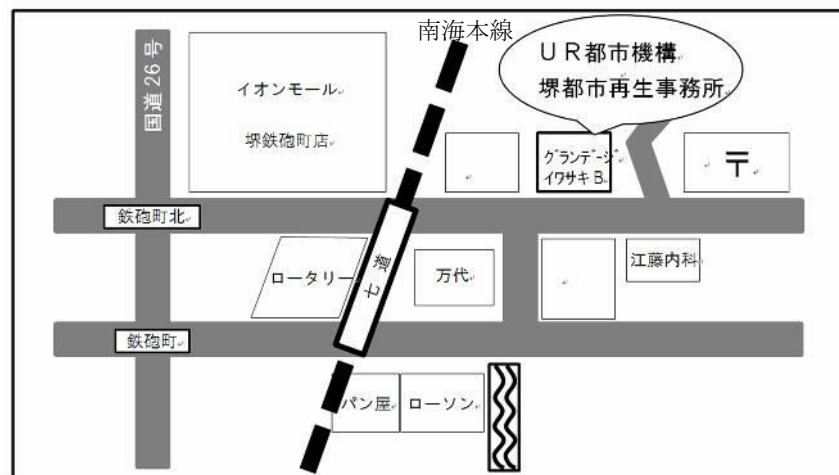 南海本線
国道26号
イオンモール
堺鉄砲町店
UR都市機構
堺都市再生事務所
グランデージ
イワサキB
〒
鉄砲町北
ロータリー
七道
万代
江藤内科
鉄砲町
パン屋
ローソン